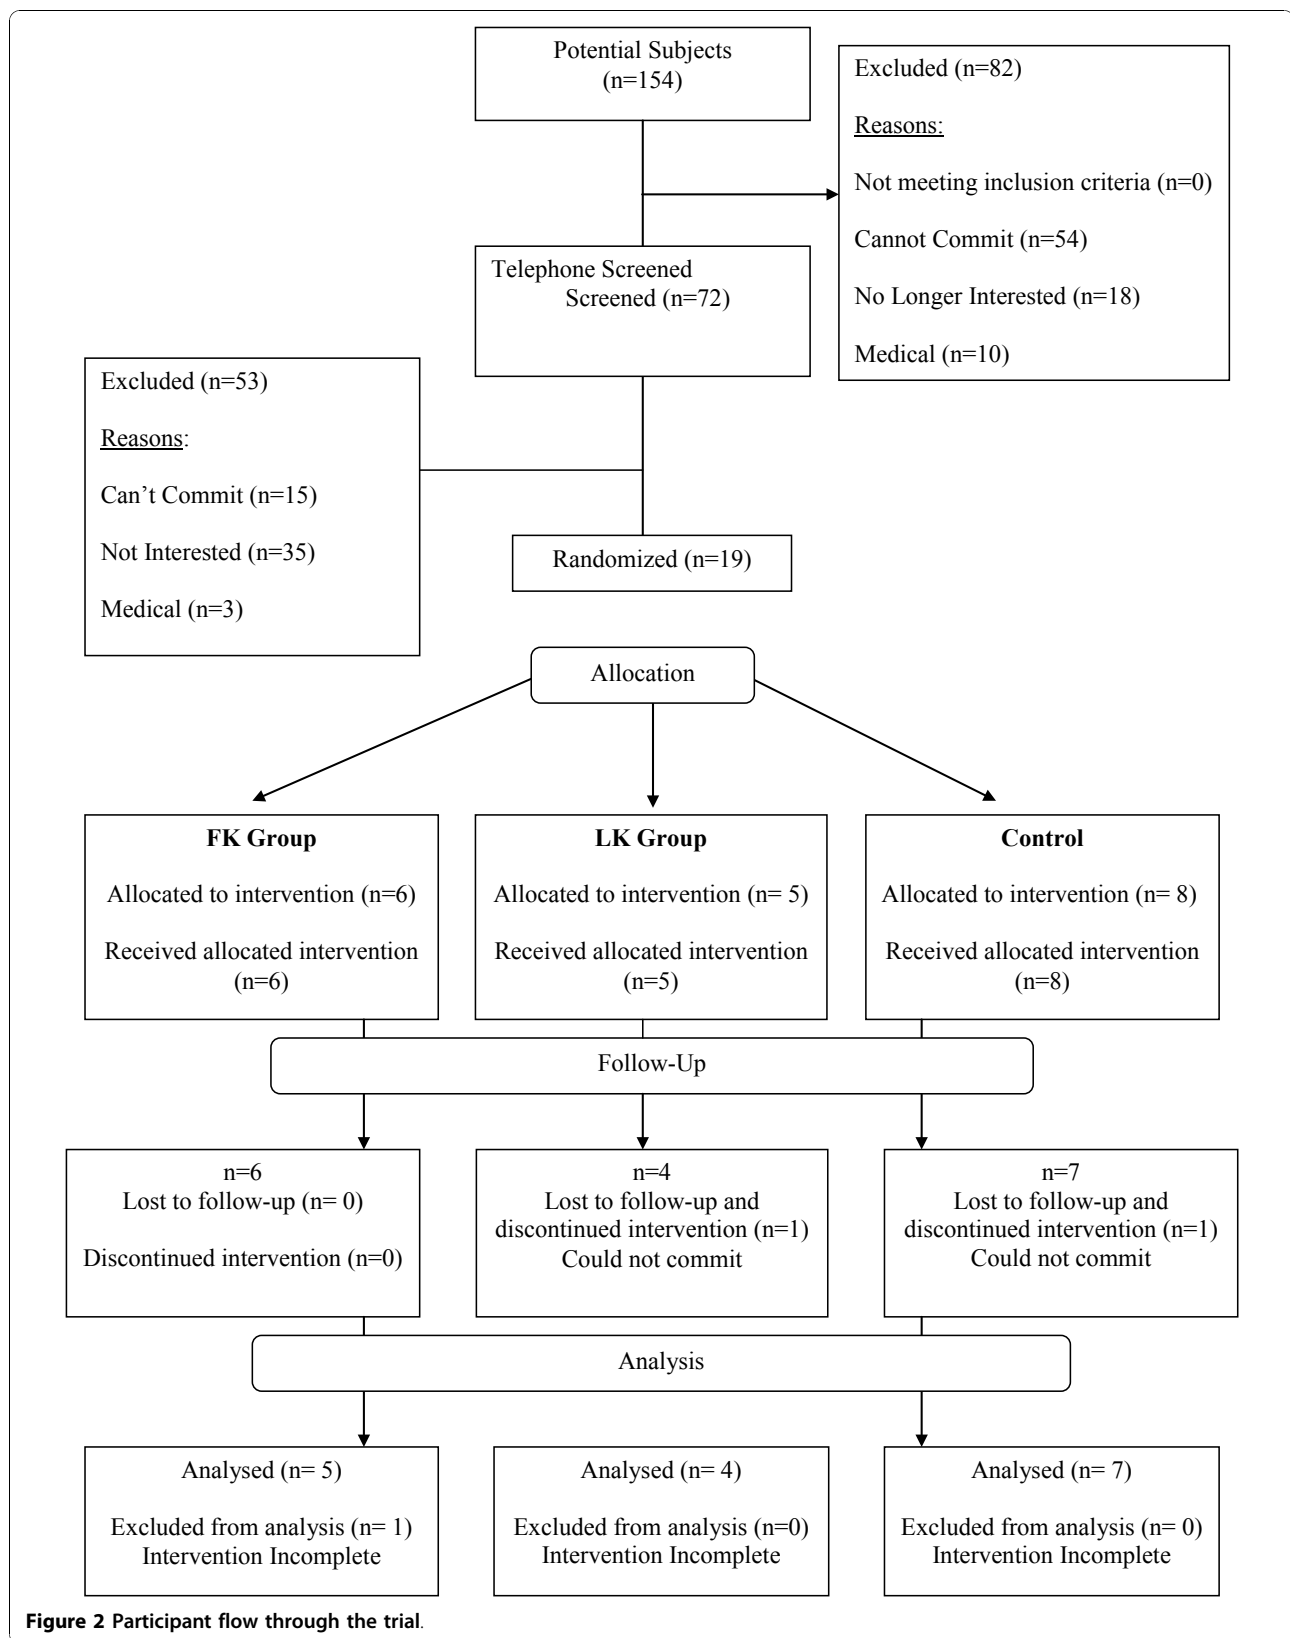 Potential Subjects
(n=154)
Excluded (n=82)
Reasons:
Not meeting inclusion criteria (n=0)
Cannot Commit (n=54)
No Longer Interested (n=18)
Medical (n=10)
Telephone Screened
Screened (n=72)
Excluded (n=53)
Reasons:
Can’t Commit (n=15)
Not Interested (n=35)
Medical (n=3)
Randomized (n=19)
Allocation
FK Group
Allocated to intervention (n=6)
Received allocated intervention
(n=6)
LK Group
Allocated to intervention (n= 5)
Received allocated intervention
(n=5)
Control
Allocated to intervention (n= 8)
Received allocated intervention
(n=8)
Follow-Up
n=6
Lost to follow-up (n= 0)
Discontinued intervention (n=0)
n=4
Lost to follow-up and
discontinued intervention (n=1)
Could not commit
n=7
Lost to follow-up and
discontinued intervention (n=1)
Could not commit
Analysis
Analysed (n= 5)
Excluded from analysis (n= 1)
Intervention Incomplete
Analysed (n= 4)
Excluded from analysis (n=0)
Intervention Incomplete
Analysed (n= 7)
Excluded from analysis (n= 0)
Intervention Incomplete
Figure 2 Participant flow through the trial.